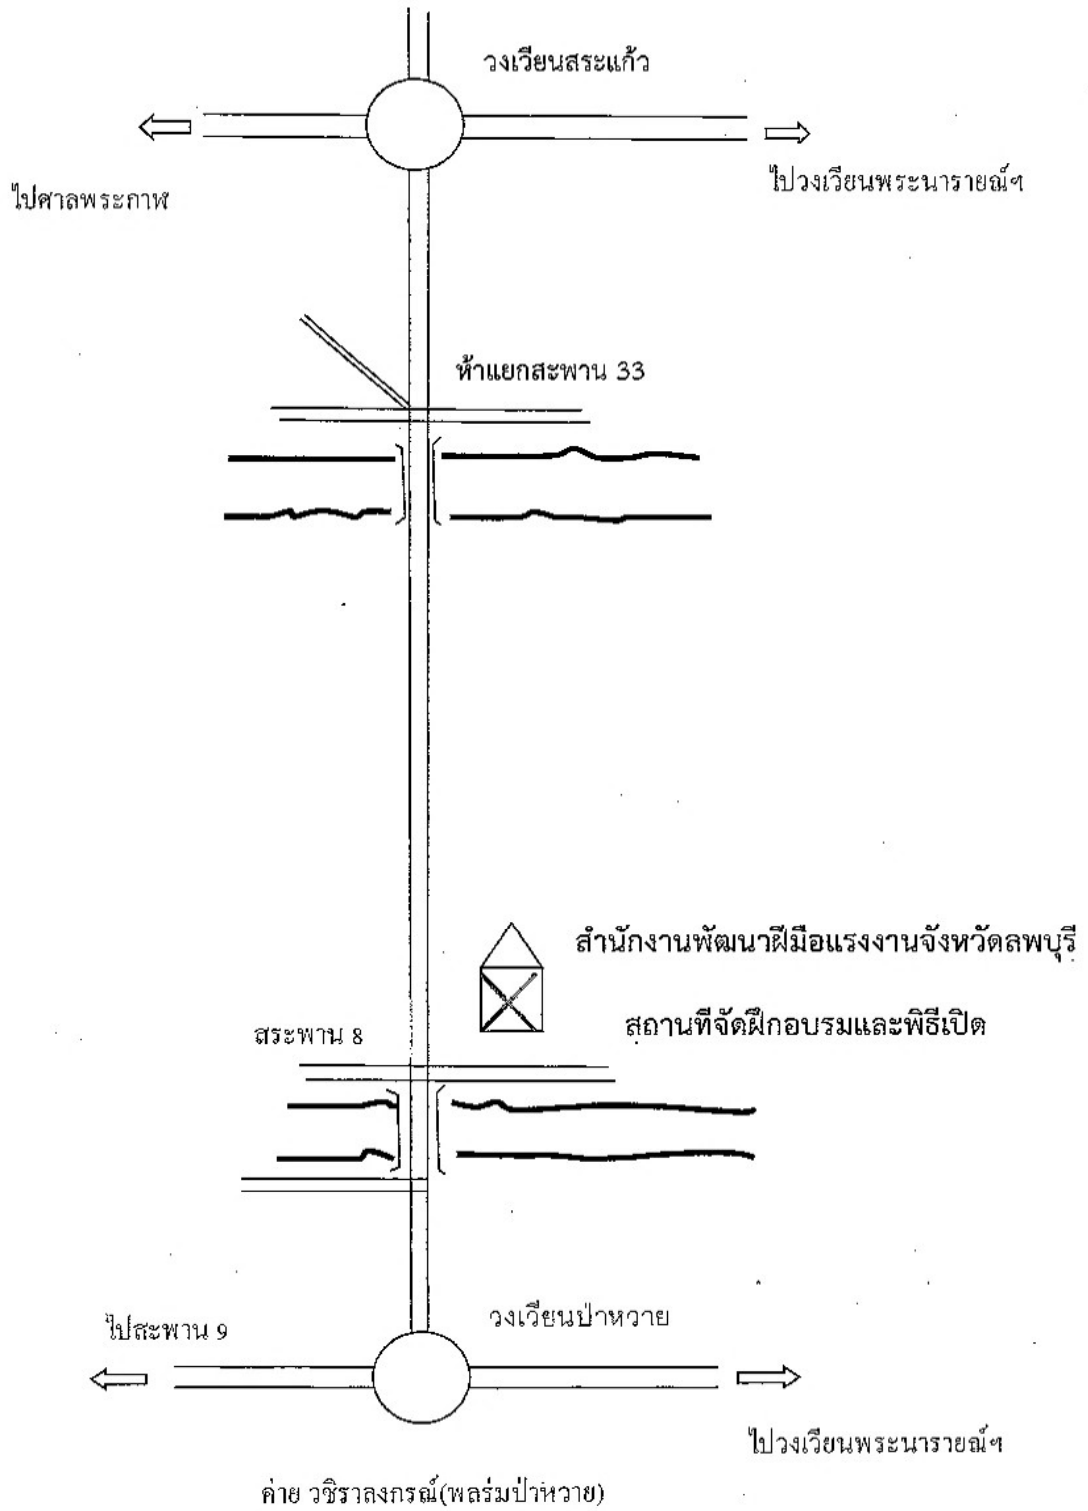 วงเวียนสระแก้ว
ไปศาลพระกาฬ
ไปวงเวียนพระนารายณ์ฯ
ห้าแยกสะพาน 33
สำนักงานพัฒนาฝีมือแรงงานจังหวัดลพบุรี
สถานที่จัดฝึกอบรมและพิธีเปิด
สระพาน 8
ไปสะพาน 9
วงเวียนป่าหวาย
ไปวงเวียนพระนารายณ์ฯ
ค่าย วชิราลงกรณ์(พลร่มป่าหวาย)